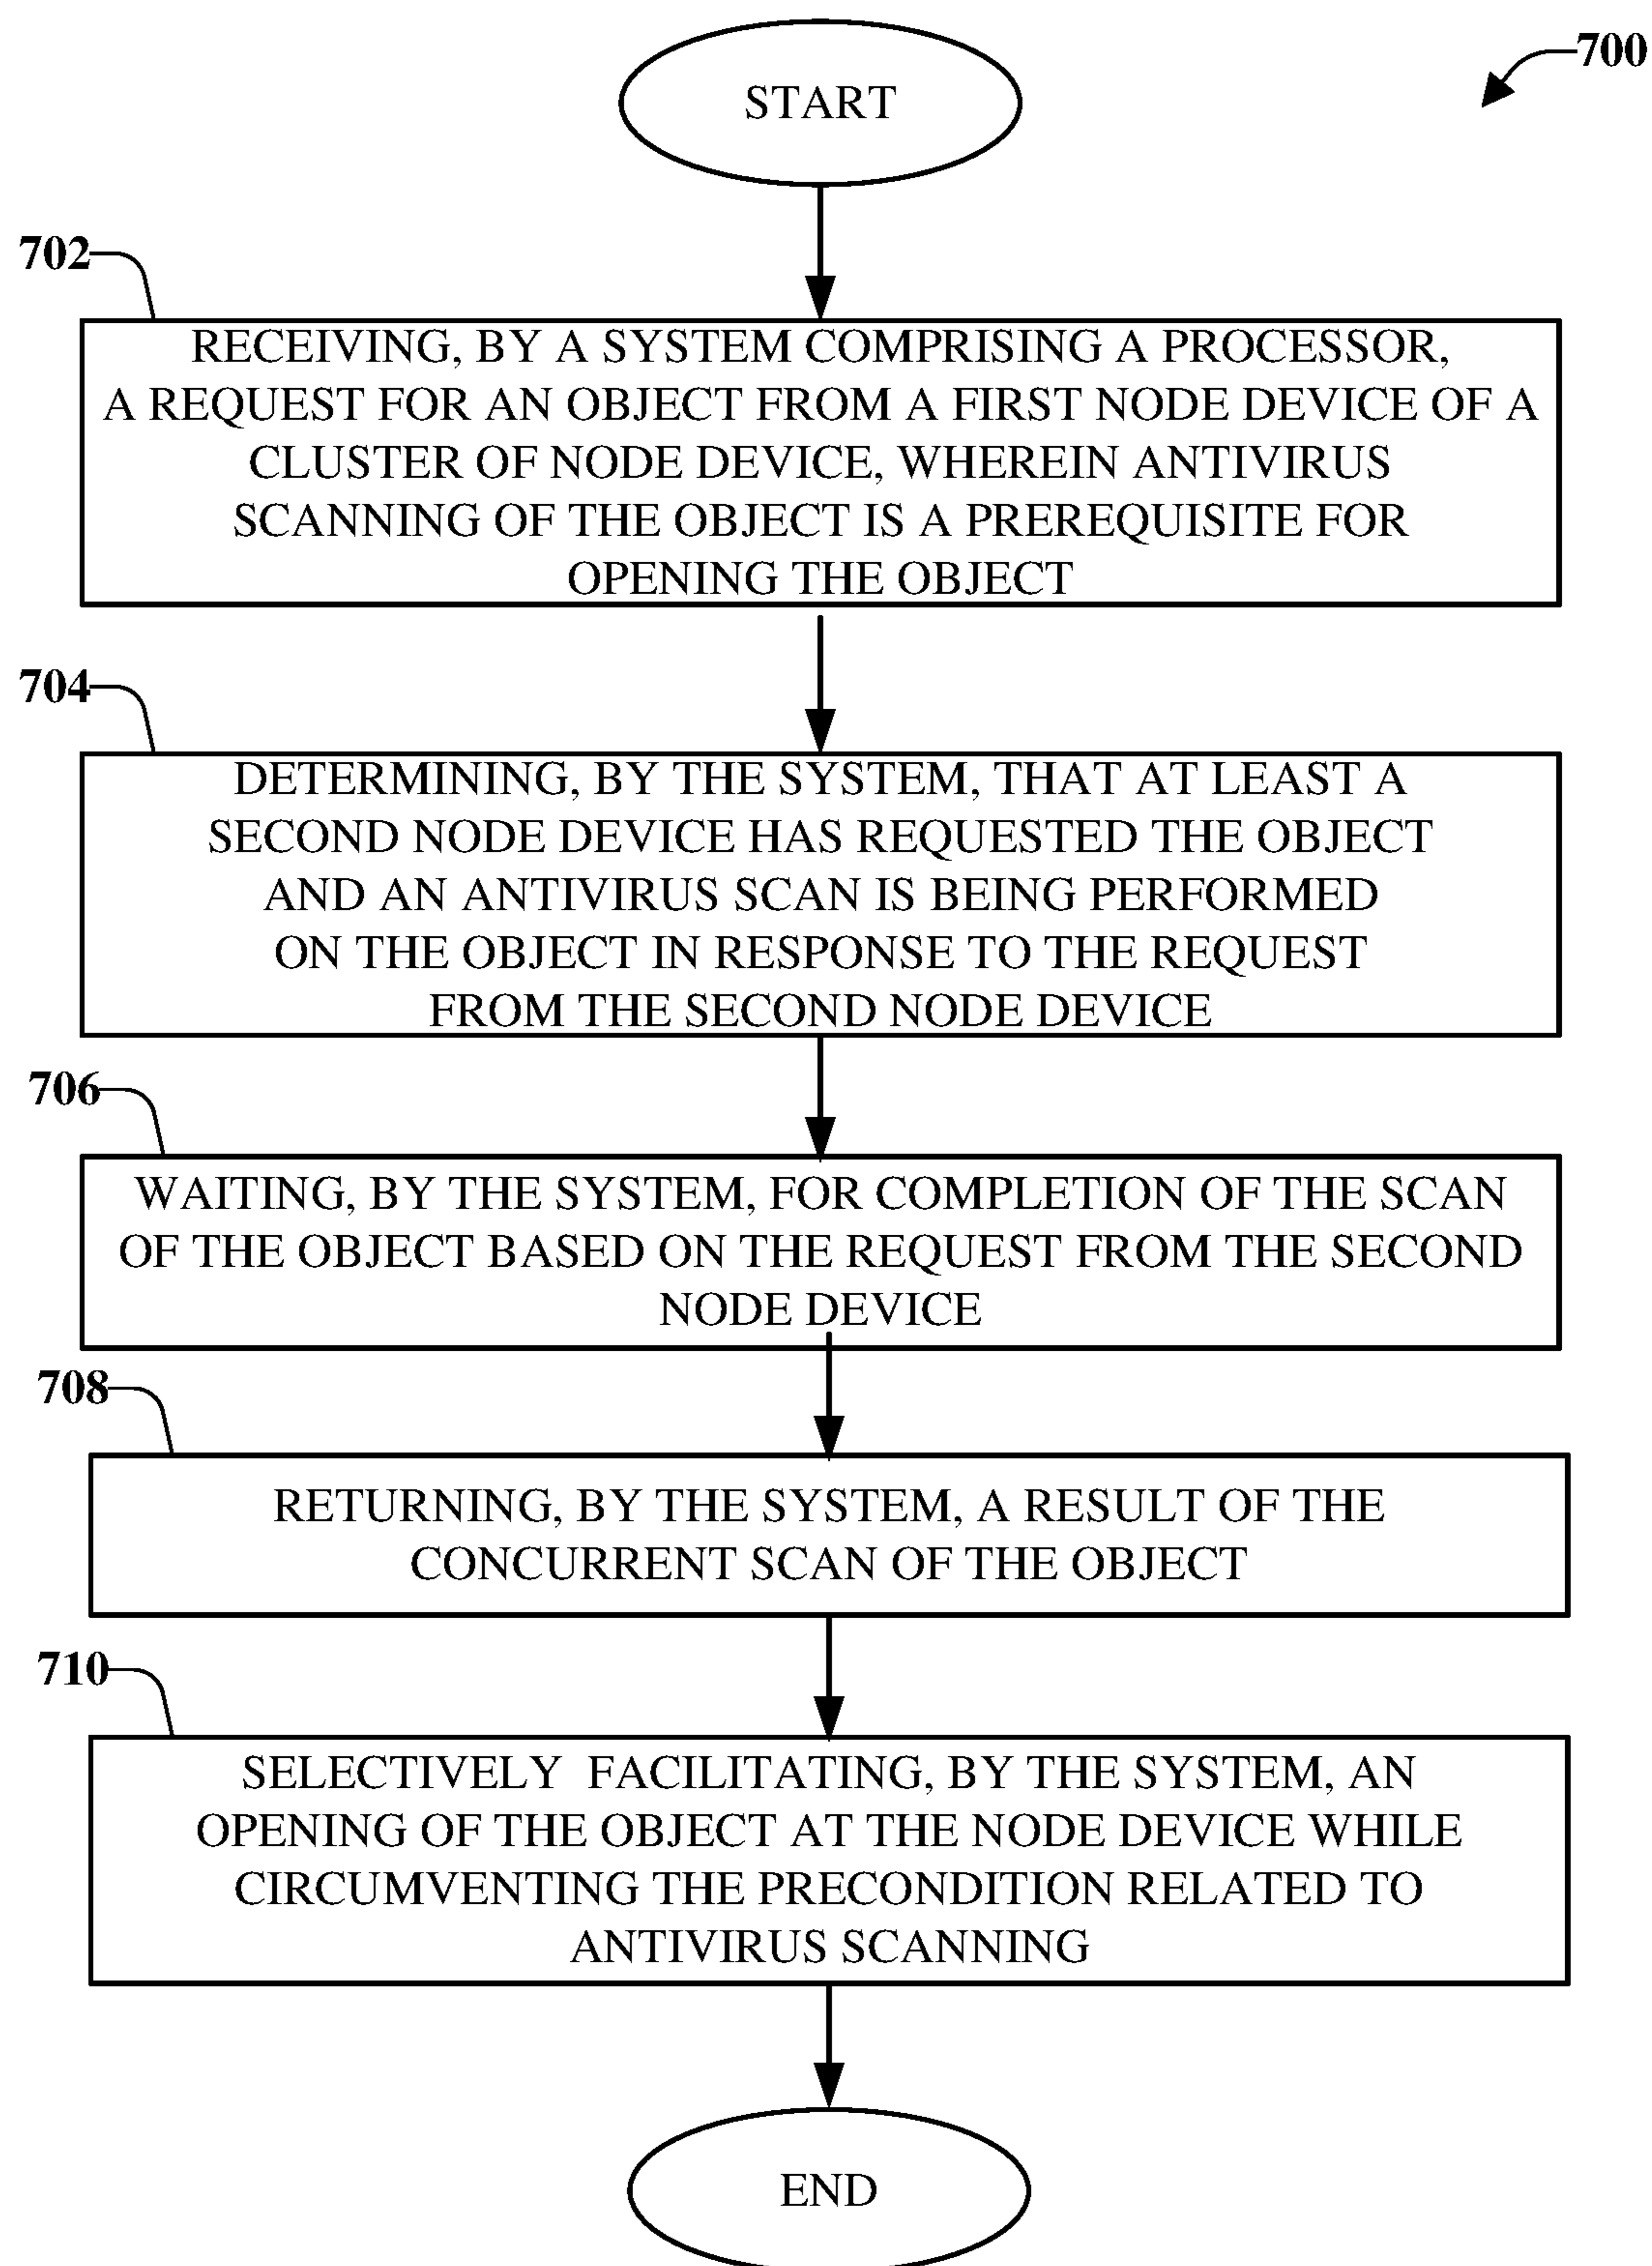 START
700
702
RECEIVING, BY A SYSTEM COMPRISING A PROCESSOR,
A REQUEST FOR AN OBJECT FROM A FIRST NODE DEVICE OF A
CLUSTER OF NODE DEVICE, WHEREIN ANTIVIRUS
SCANNING OF THE OBJECT IS A PREREQUISITE FOR
OPENING THE OBJECT
704
DETERMINING, BY THE SYSTEM, THAT AT LEAST A
SECOND NODE DEVICE HAS REQUESTED THE OBJECT
AND AN ANTIVIRUS SCAN IS BEING PERFORMED
ON THE OBJECT IN RESPONSE TO THE REQUEST
FROM THE SECOND NODE DEVICE
706
WAITING, BY THE SYSTEM, FOR COMPLETION OF THE SCAN
OF THE OBJECT BASED ON THE REQUEST FROM THE SECOND
NODE DEVICE
708
RETURNING, BY THE SYSTEM, A RESULT OF THE
CONCURRENT SCAN OF THE OBJECT
710
SELECTIVELY FACILITATING, BY THE SYSTEM, AN
OPENING OF THE OBJECT AT THE NODE DEVICE WHILE
CIRCUMVENTING THE PRECONDITION RELATED TO
ANTIVIRUS SCANNING
END